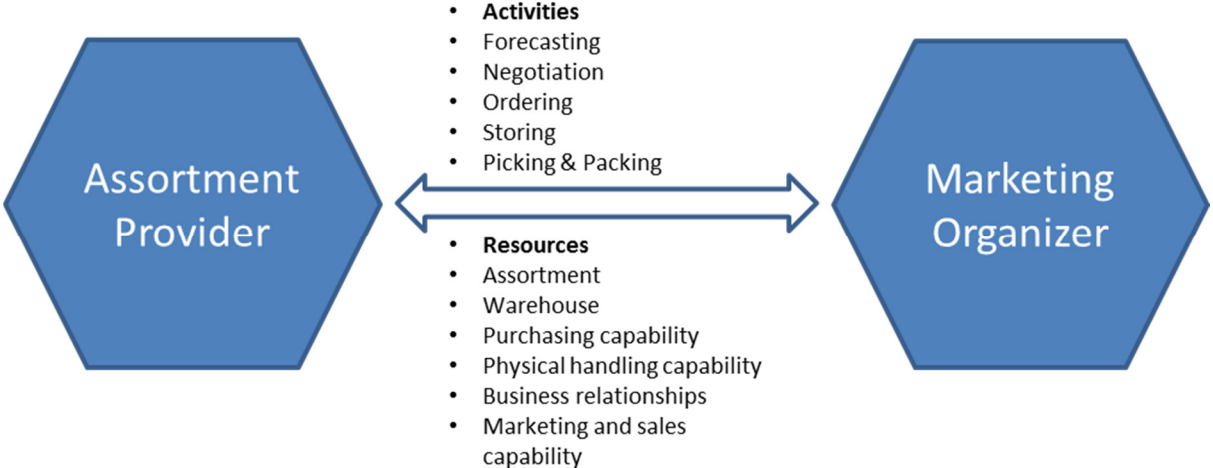 • Activities
• Forecasting
• Negotiation
• Ordering
• Storing
• Picking & Packing
Assortment
Provider
Marketing
Organizer
• Resources
• Assortment
• Warehouse
• Purchasing capability
• Physical handling capability
• Business relationships
• Marketing and sales
capability